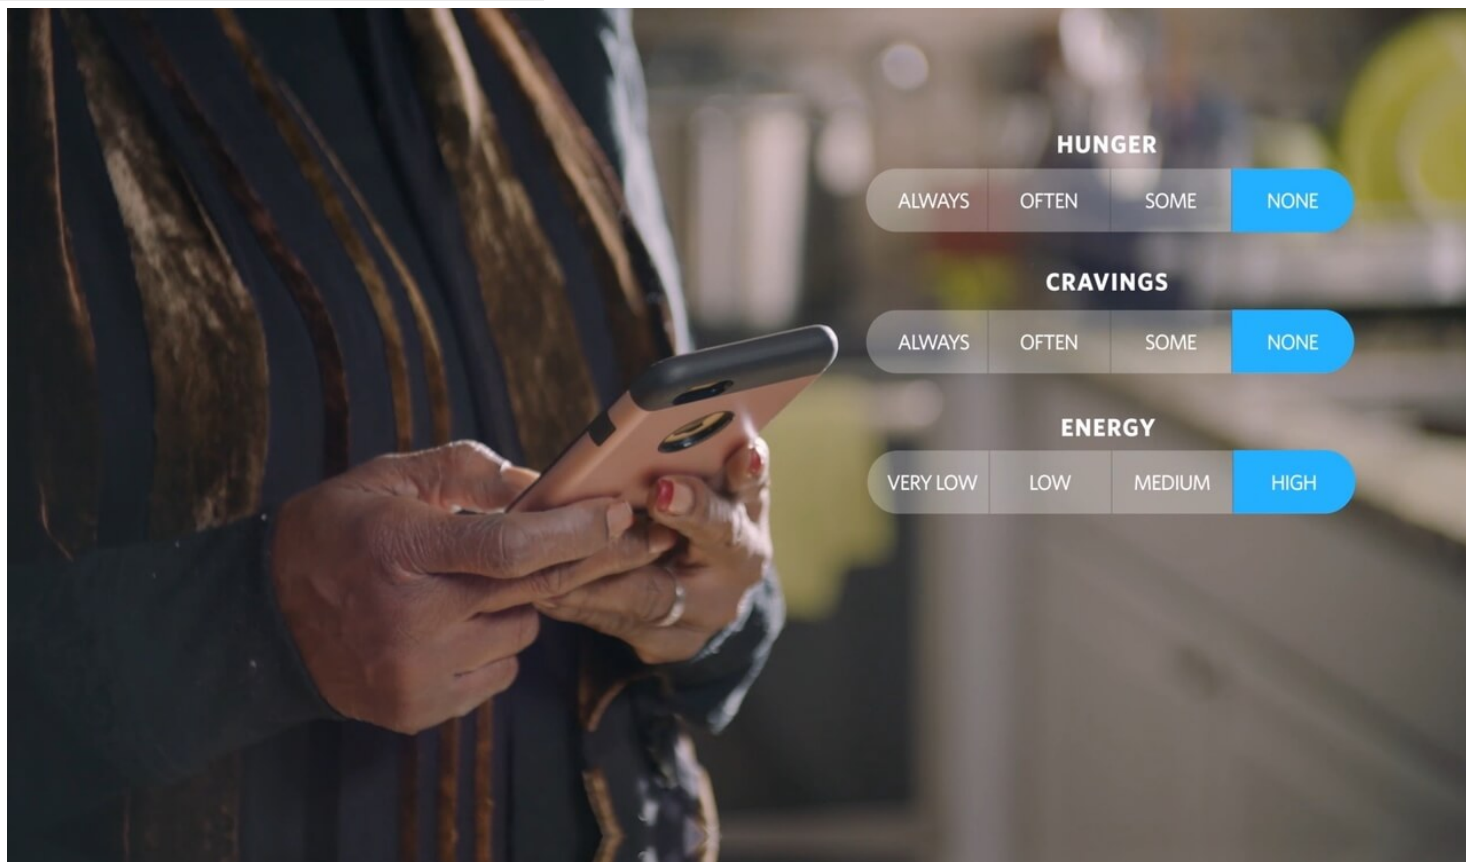 HUNGER
ALWAYS OFTEN SOME NONE
CRAVINGS
ALWAYS OFTEN SOME NONE
ENERGY
VERY LOW LOW MEDIUM HIGH